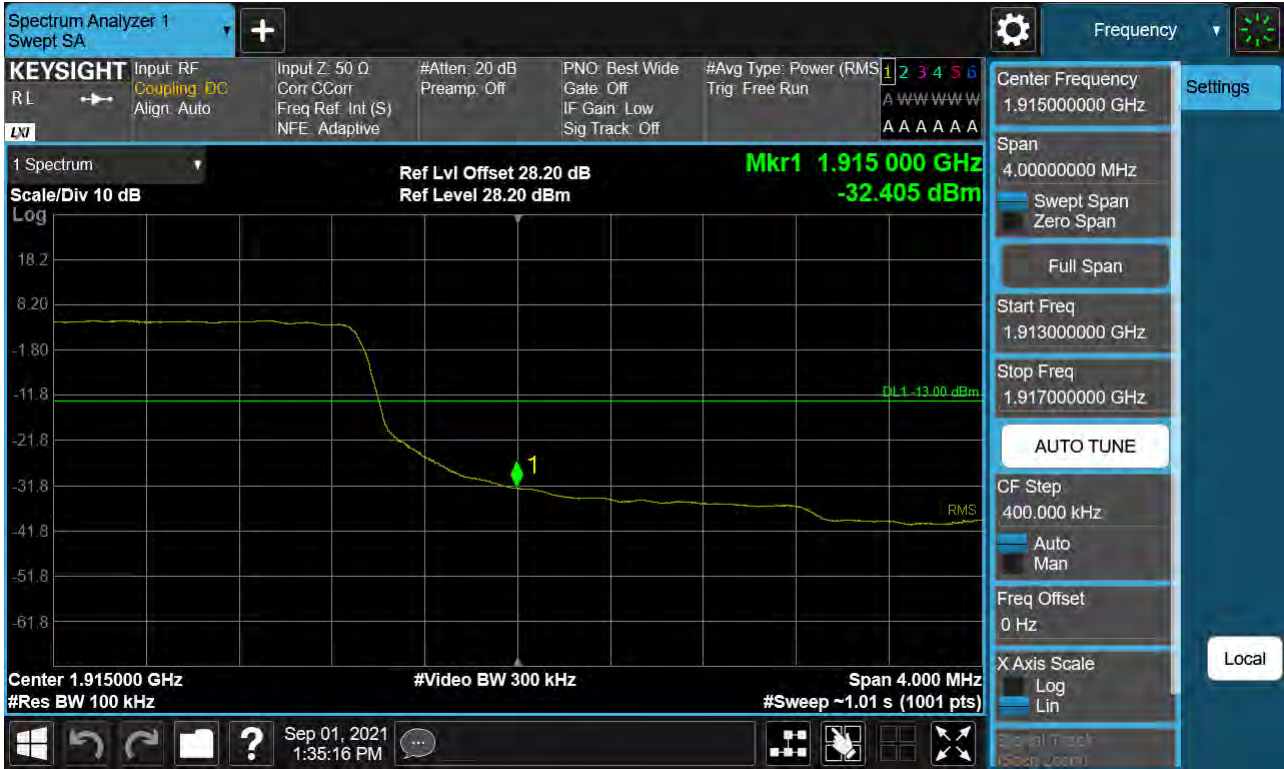 Spectrum Analyzer 1
Swept SA
Frequency
KEYSIGHT
R L
LXI
Input: RF
Coupling: DC
Align: Auto
Input Z: 50 Ω
Corr CCorr
Freq Ref: Int (S)
NFE: Adaptive
#Atten: 20 dB
Preamp: Off
PNO: Best Wide
Gate: Off
IF Gain: Low
Sig Track: Off
#Avg Type: Power (RMS
Trig: Free Run
1 2 3 4 5 6
A W W W W W
A A A A A A
1 Spectrum
Scale/Div 10 dB
Ref Lvl Offset 28.20 dB
Ref Level 28.20 dBm
Mkr1 1.915 000 GHz
-32.405 dBm
Log
18.2
8.20
-1.80
-11.8
-21.8
-31.8
-41.8
-51.8
-61.8
DL1 -13.00 dBm
1
RMS
Center 1.915000 GHz
#Res BW 100 kHz
#Video BW 300 kHz
Span 4.000 MHz
#Sweep ~1.01 s (1001 pts)
Center Frequency
1.915000000 GHz
Span
4.00000000 MHz
Swept Span
Zero Span
Full Span
Start Freq
1.913000000 GHz
Stop Freq
1.917000000 GHz
AUTO TUNE
CF Step
400.000 kHz
Auto
Man
Freq Offset
0 Hz
X Axis Scale
Log
Lin
Signal Track
(Span Zoom)
Settings
Local
?
Sep 01, 2021
1:35:16 PM